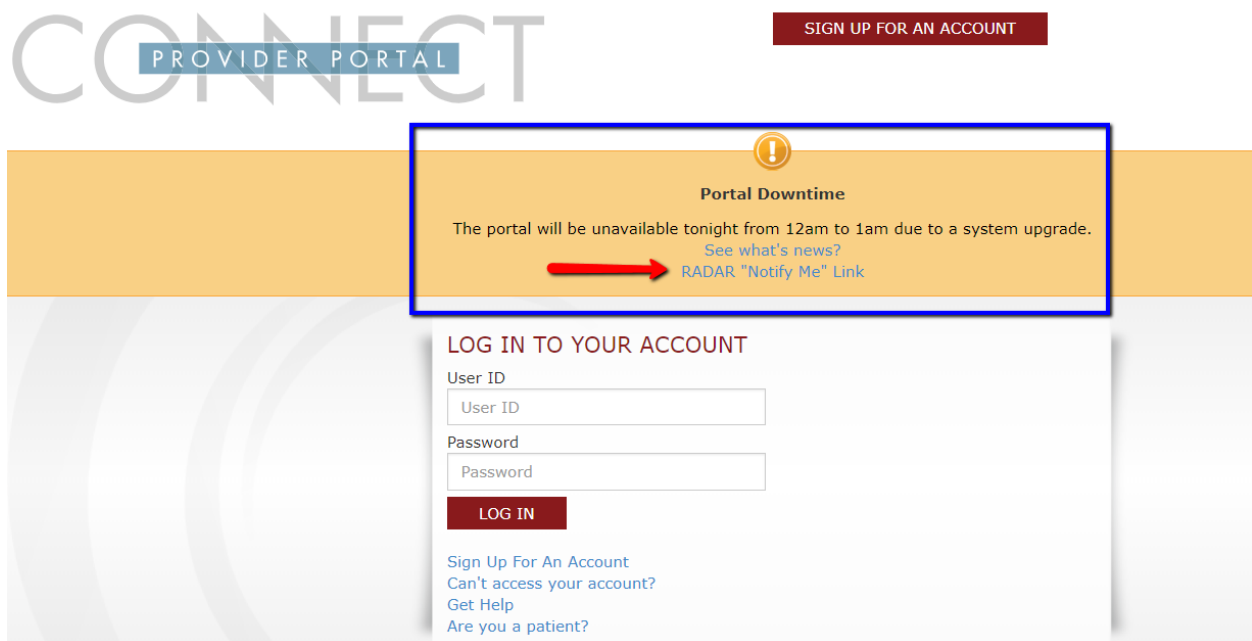 CONNECT
PROVIDER PORTAL
SIGN UP FOR AN ACCOUNT
Portal Downtime
The portal will be unavailable tonight from 12am to 1am due to a system upgrade.
See what's news?
RADAR "Notify Me" Link
LOG IN TO YOUR ACCOUNT
User ID
User ID
Password
Password
LOG IN
Sign Up For An Account
Can't access your account?
Get Help
Are you a patient?